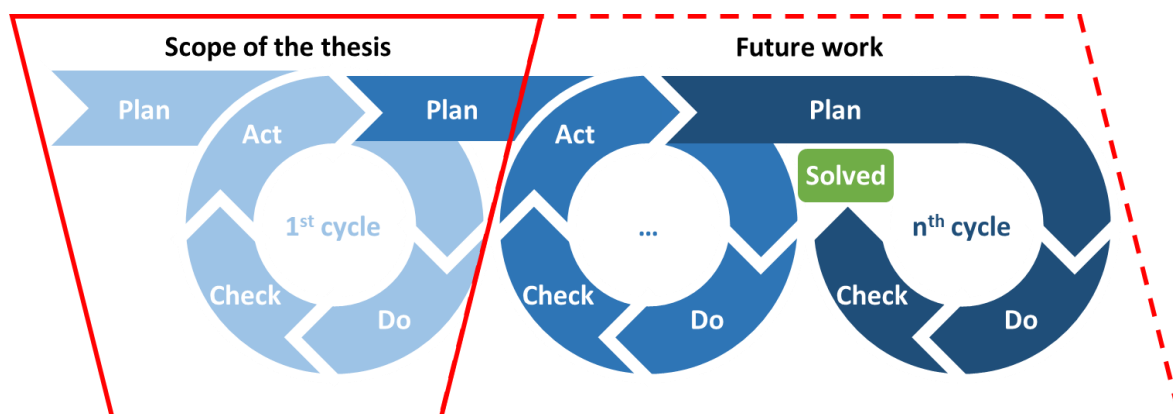 Scope of the thesis
Future work
Plan
Plan
Plan
Act
Act
Solved
1st cycle
...
nth cycle
Check
Do
Check
Do
Check
Do